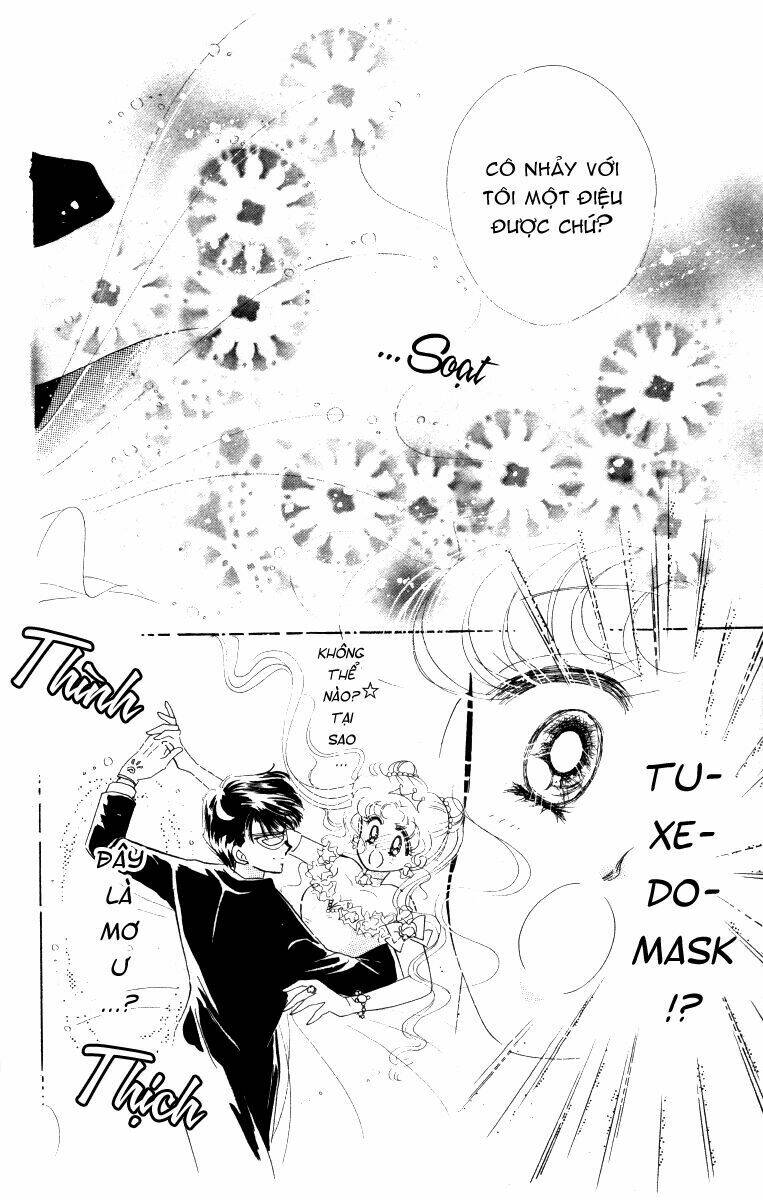 CÔ NHẢY VỚI
TÔI MỘT ĐIỆU
ĐƯỢC CHỨ?
...Soạt
TU-
XE-
DO-
MASK
!?
KHÔNG
THỂ
NÀO?☆
TẠI
SAO
...
Thình
ĐÂY
LÀ
MƠ
Ư
...?
Thịch